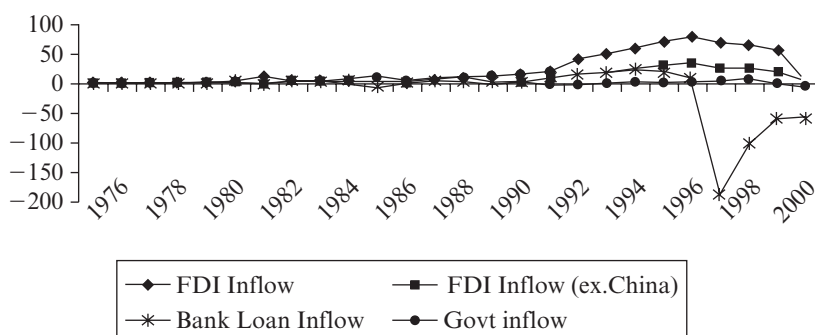 100
50
0
−50
−100
−150
−200
1976 1978 1980 1982 1984 1986 1988 1990 1992 1994 1996 1998 2000
FDI Inflow FDI Inflow (ex.China)
Bank Loan Inflow Govt inflow